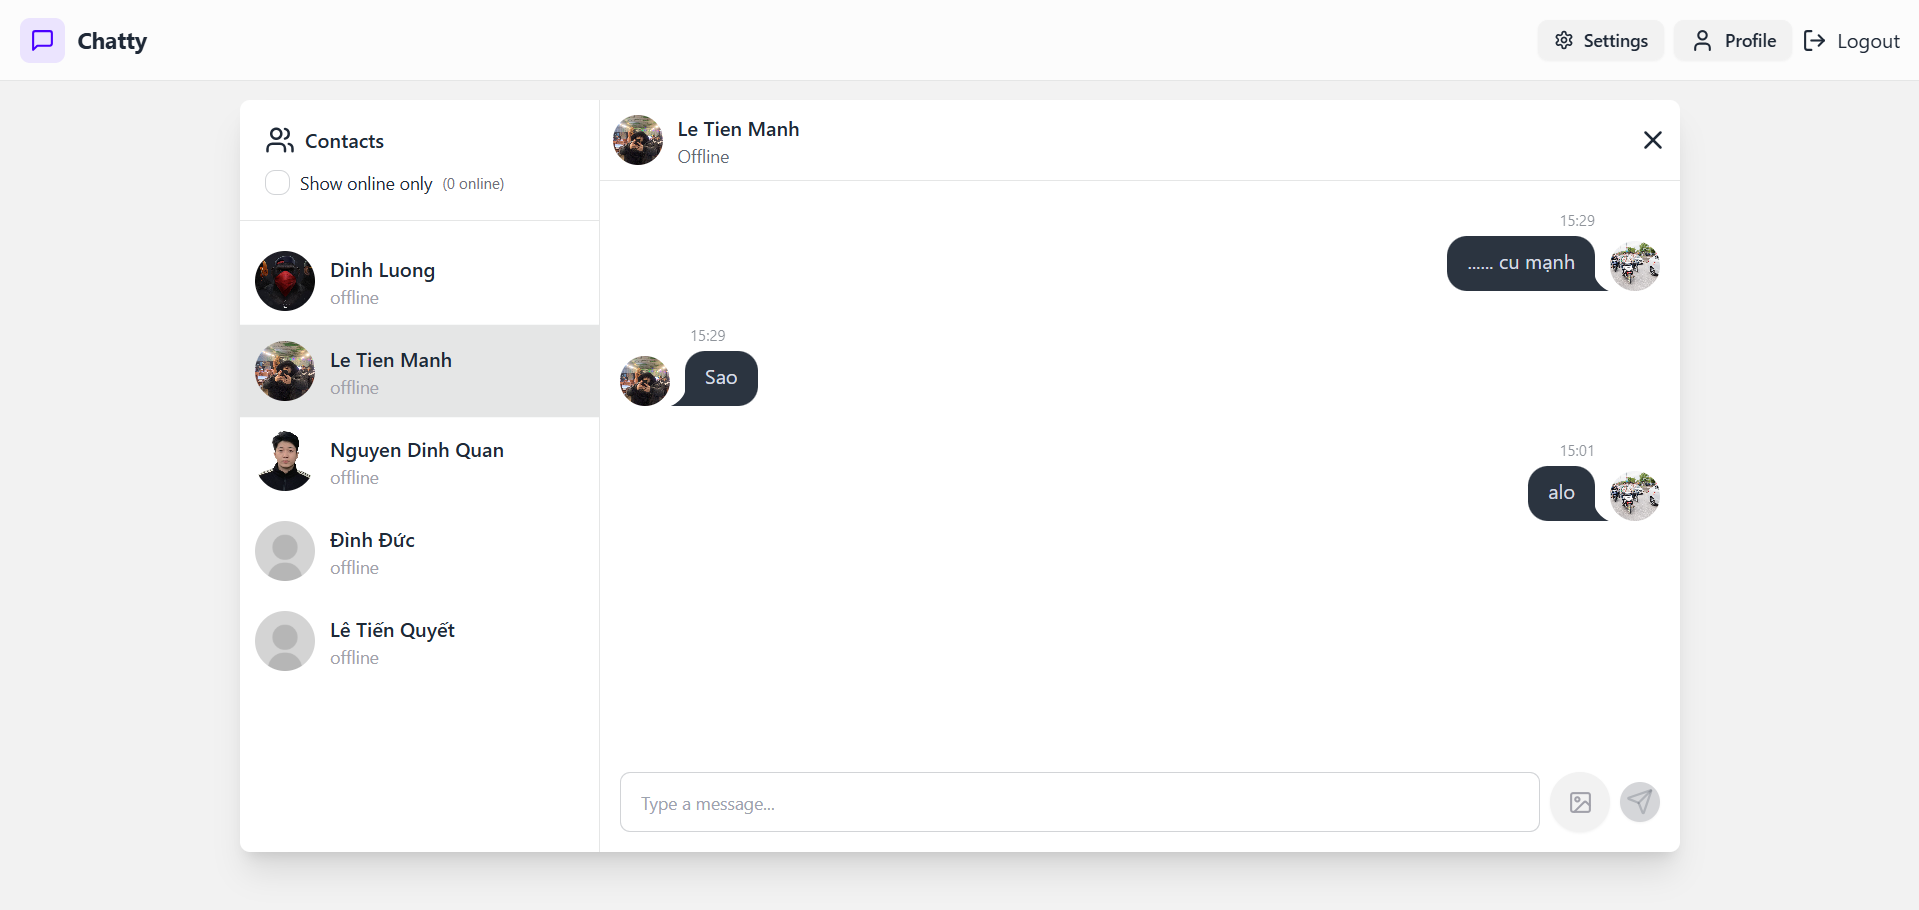 Chatty
Settings
Profile
Logout
Contacts
Show online only (0 online)
Dinh Luong
offline
Le Tien Manh
offline
Nguyen Dinh Quan
offline
Đình Đức
offline
Lê Tiến Quyết
offline
Le Tien Manh
Offline
15:29
...... cu mạnh
15:29
Sao
15:01
alo
Type a message...